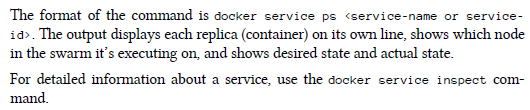 The format of the command is docker service ps <service-name or service-
id>. The output displays each replica (container) on its own line, shows which node
in the swarm it's executing on, and shows desired state and actual state.
For detailed information about a service, use the docker service inspect com-
mand.